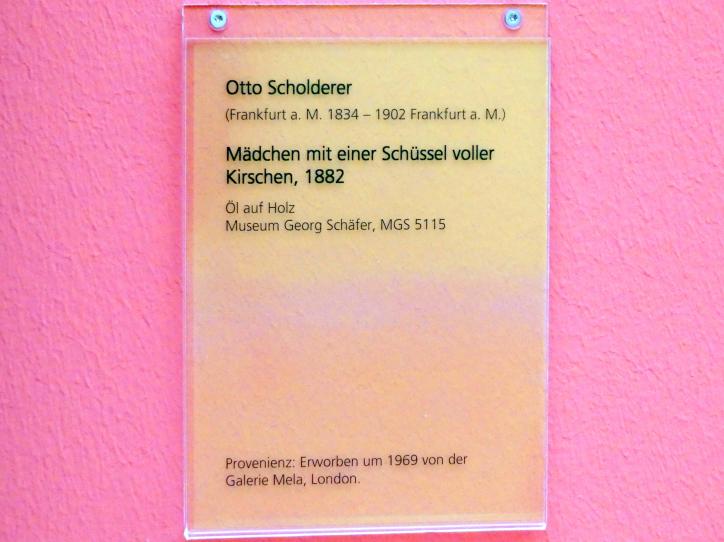 Otto Scholderer
(Frankfurt a. M. 1834 – 1902 Frankfurt a. M.)
Mädchen mit einer Schüssel voller
Kirschen, 1882
Öl auf Holz
Museum Georg Schäfer, MGS 5115
Provenienz: Erworben um 1969 von der
Galerie Mela, London.